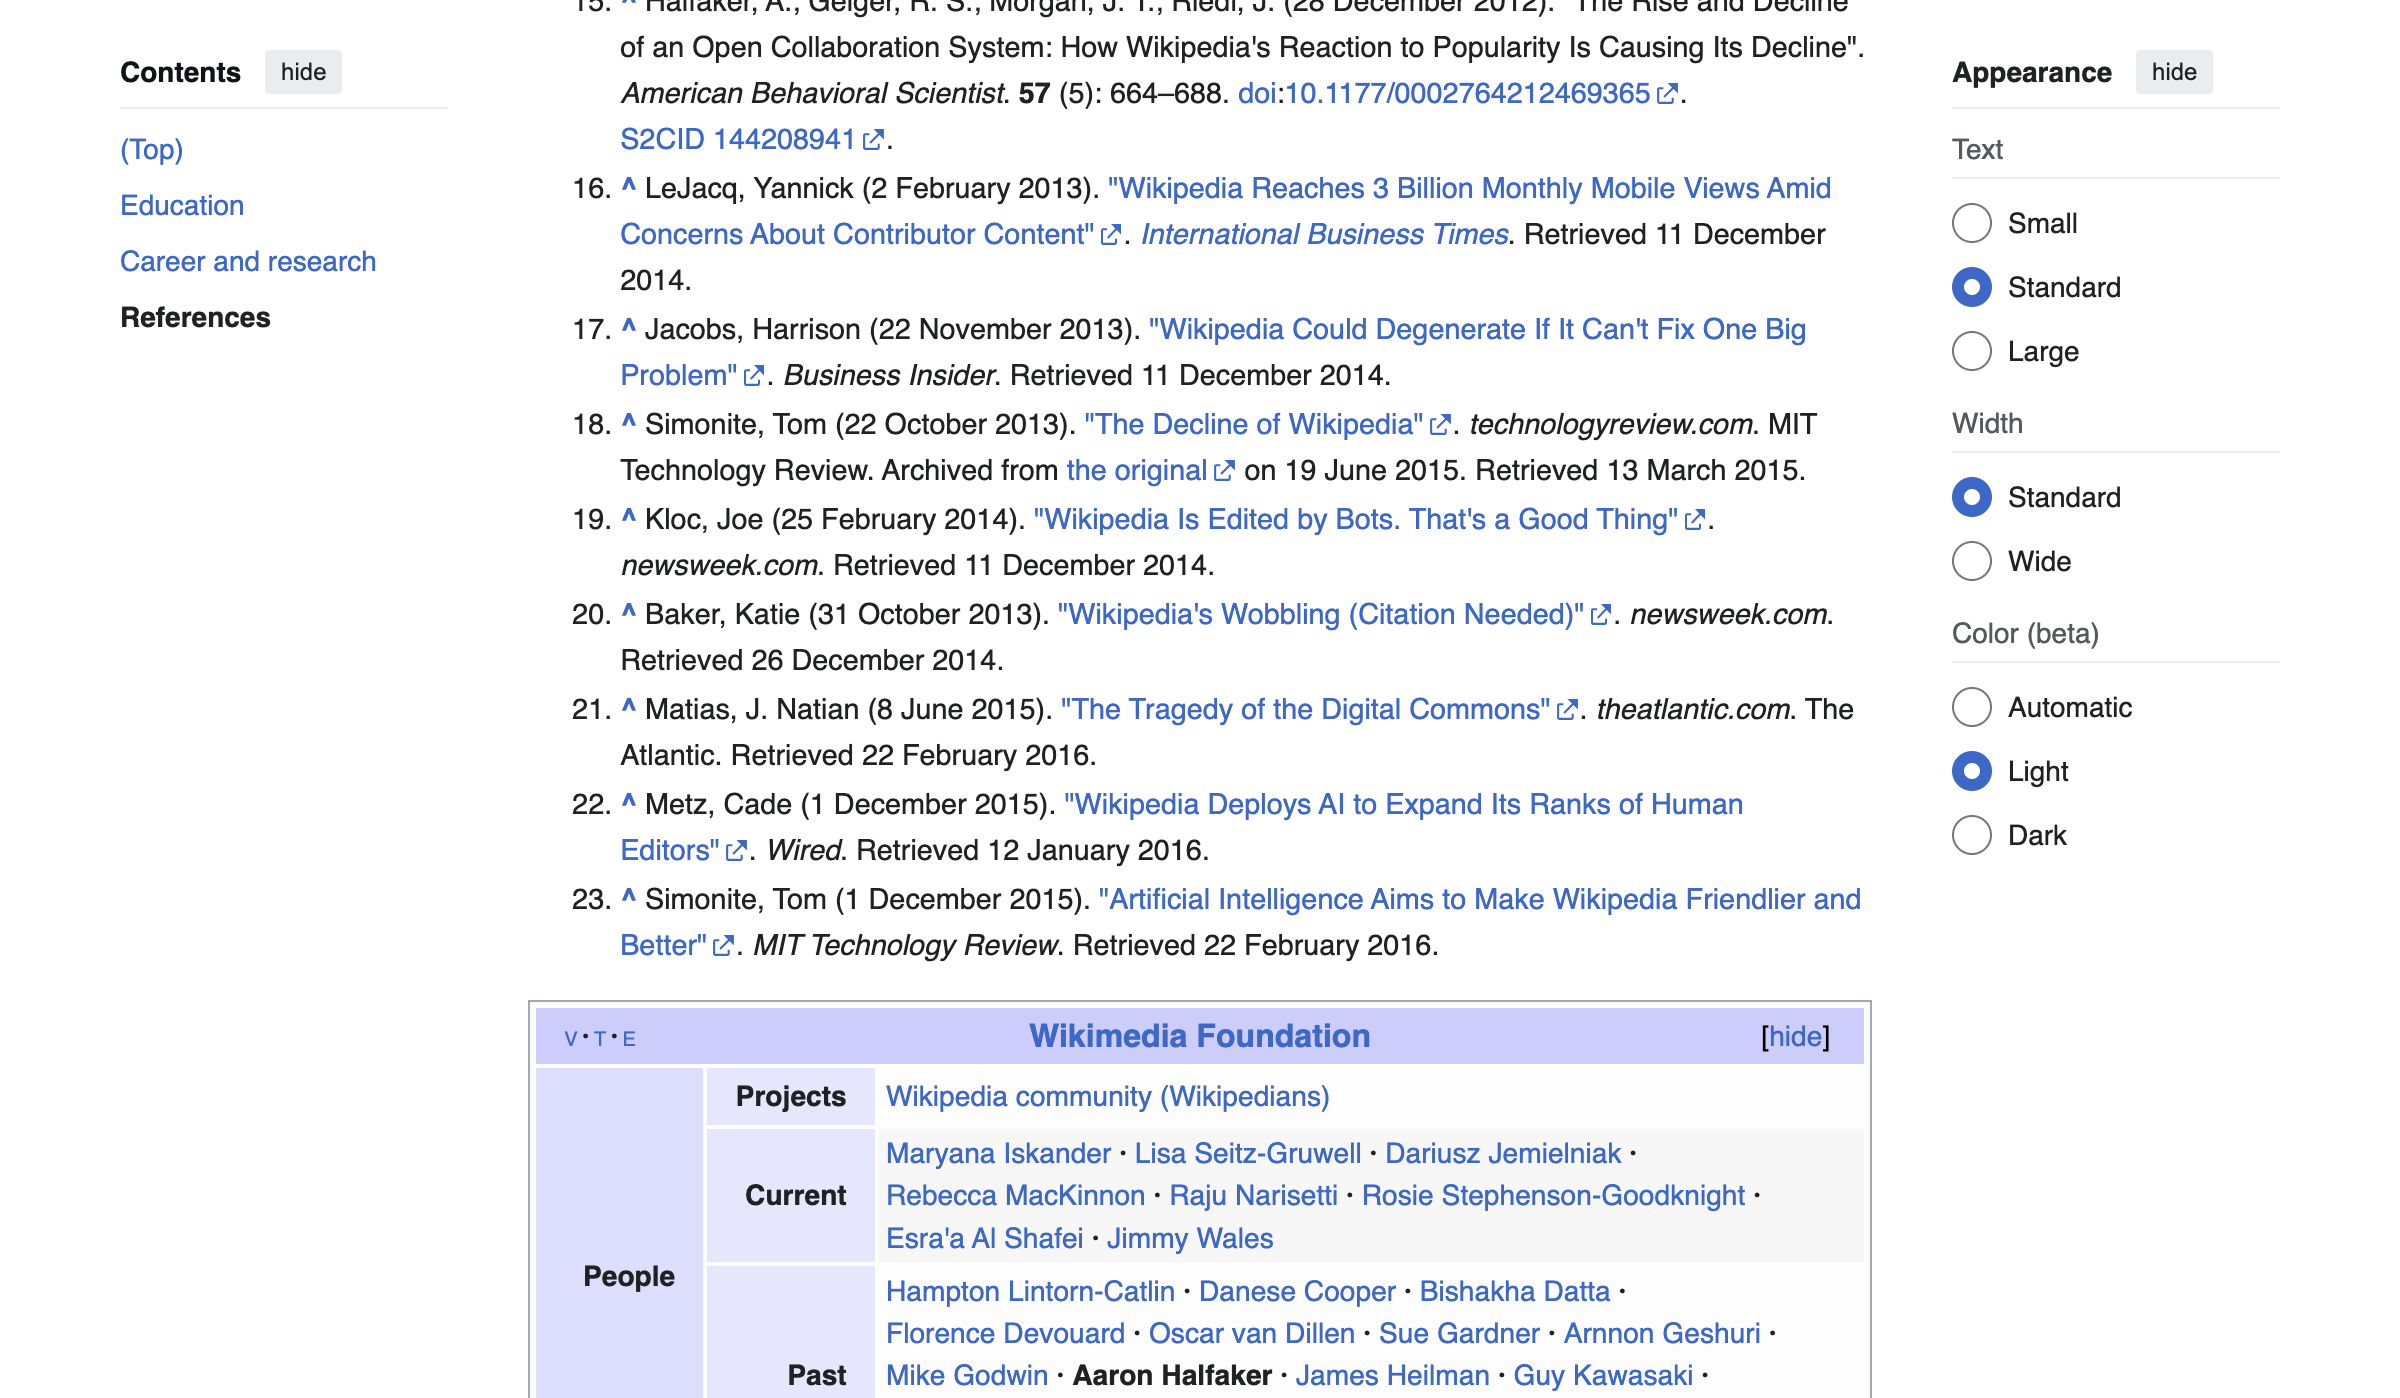 Contents hide
(Top)
Education
Career and research
References
15. ^ Halfaker, A., Geiger, R. S., Morgan, J. T., Riedl, J. (28 December 2012). "The Rise and Decline
of an Open Collaboration System: How Wikipedia's Reaction to Popularity Is Causing Its Decline".
American Behavioral Scientist. 57 (5): 664–688. doi:10.1177/0002764212469365.
S2CID 144208941.
16. ^ LeJacq, Yannick (2 February 2013). "Wikipedia Reaches 3 Billion Monthly Mobile Views Amid
Concerns About Contributor Content". International Business Times. Retrieved 11 December
2014.
17. ^ Jacobs, Harrison (22 November 2013). "Wikipedia Could Degenerate If It Can't Fix One Big
Problem". Business Insider. Retrieved 11 December 2014.
18. ^ Simonite, Tom (22 October 2013). "The Decline of Wikipedia". technologyreview.com. MIT
Technology Review. Archived from the original on 19 June 2015. Retrieved 13 March 2015.
19. ^ Kloc, Joe (25 February 2014). "Wikipedia Is Edited by Bots. That's a Good Thing".
newsweek.com. Retrieved 11 December 2014.
20. ^ Baker, Katie (31 October 2013). "Wikipedia's Wobbling (Citation Needed)". newsweek.com.
Retrieved 26 December 2014.
21. ^ Matias, J. Natian (8 June 2015). "The Tragedy of the Digital Commons". theatlantic.com. The
Atlantic. Retrieved 22 February 2016.
22. ^ Metz, Cade (1 December 2015). "Wikipedia Deploys AI to Expand Its Ranks of Human
Editors". Wired. Retrieved 12 January 2016.
23. ^ Simonite, Tom (1 December 2015). "Artificial Intelligence Aims to Make Wikipedia Friendlier and
Better". MIT Technology Review. Retrieved 22 February 2016.
V · T · E Wikimedia Foundation [hide]
People
Projects
Wikipedia community (Wikipedians)
Current
Maryana Iskander · Lisa Seitz-Gruwell · Dariusz Jemielniak ·
Rebecca MacKinnon · Raju Narisetti · Rosie Stephenson-Goodknight ·
Esra'a Al Shafei · Jimmy Wales
Past
Hampton Lintorn-Catlin · Danese Cooper · Bishakha Datta ·
Florence Devouard · Oscar van Dillen · Sue Gardner · Arnnon Geshuri ·
Mike Godwin · Aaron Halfaker · James Heilman · Guy Kawasaki ·
Appearance hide
Text
Small
Standard
Large
Width
Standard
Wide
Color (beta)
Automatic
Light
Dark